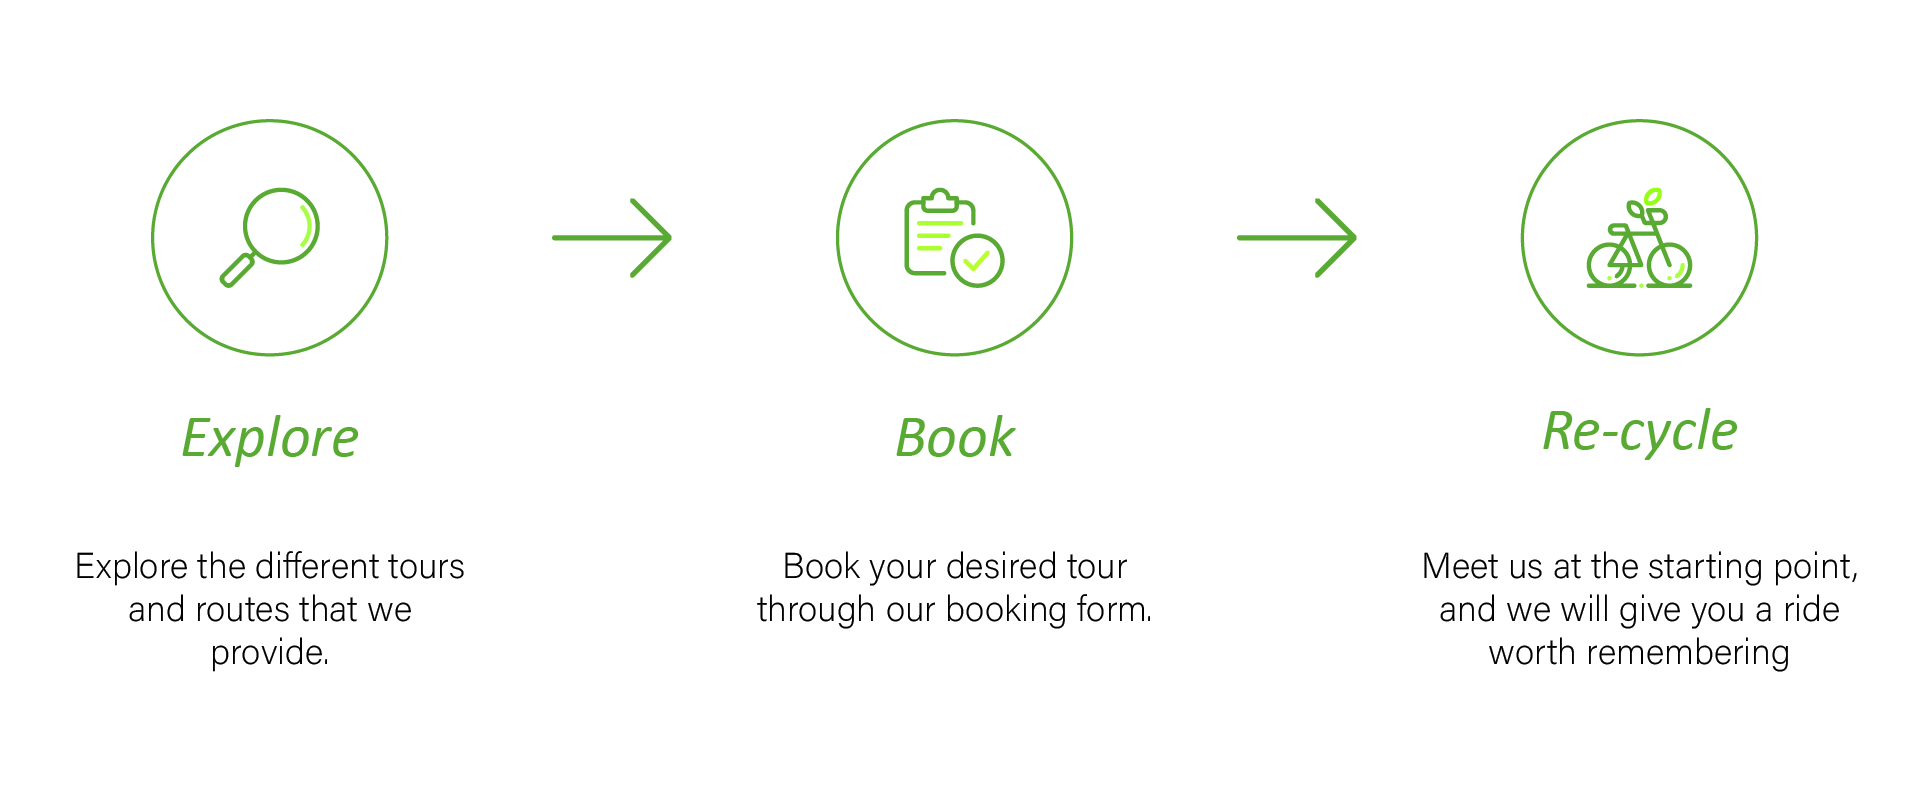 Explore
Explore the different tours
and routes that we
provide.
Book
Book your desired tour
through our booking form.
Re-cycle
Meet us at the starting point,
and we will give you a ride
worth remembering